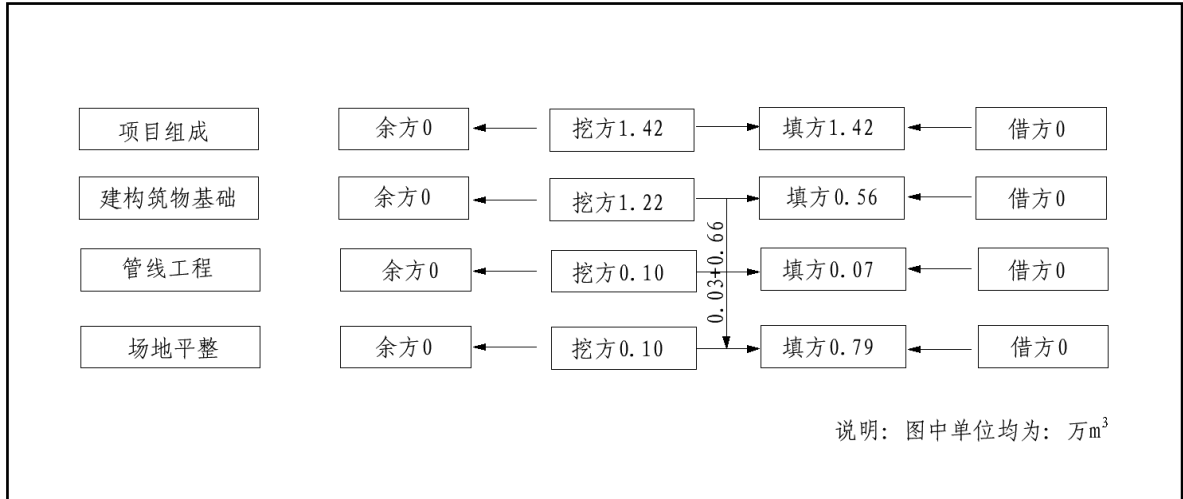 项目组成 余方0 挖方1.42 填方1.42 借方0
建构筑物基础 余方0 挖方1.22 填方0.56 借方0
0.03+0.66
管线工程 余方0 挖方0.10 填方0.07 借方0
场地平整 余方0 挖方0.10 填方0.79 借方0
说明: 图中单位均为: 万m³